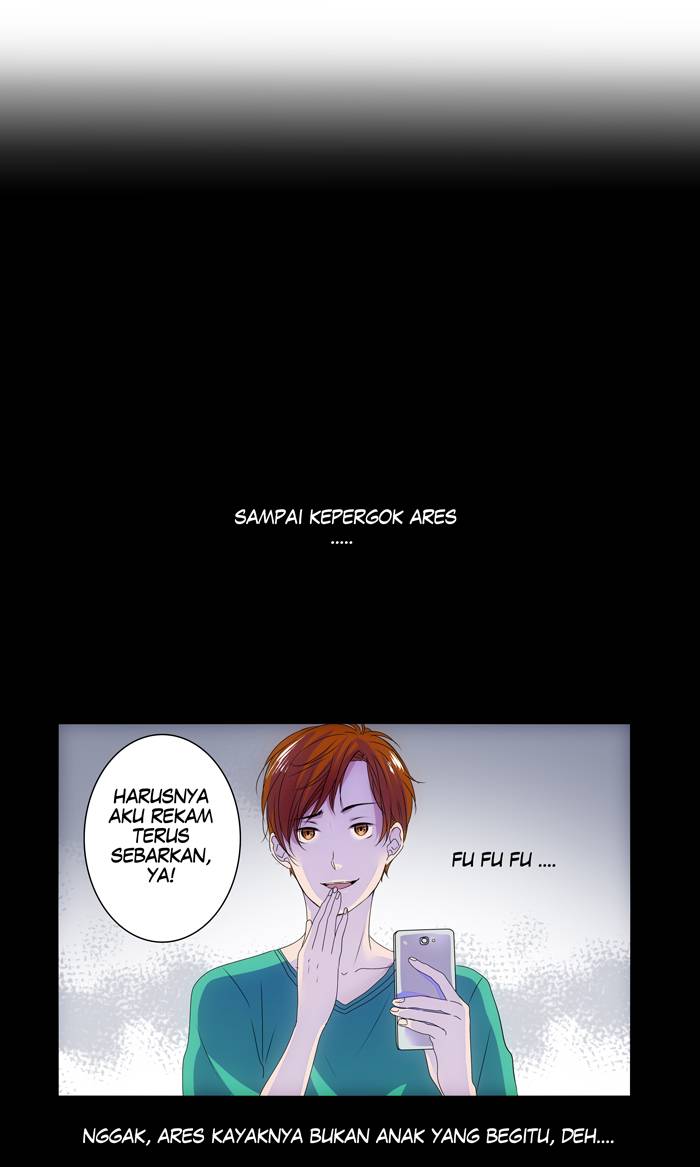 SAMPAI KEPERGOK ARES
.....
HARUSNYA
AKU REKAM
TERUS
SEBARKAN,
YA!
FU FU FU ....
NGGAK, ARES KAYAKNYA BUKAN ANAK YANG BEGITU, DEH....